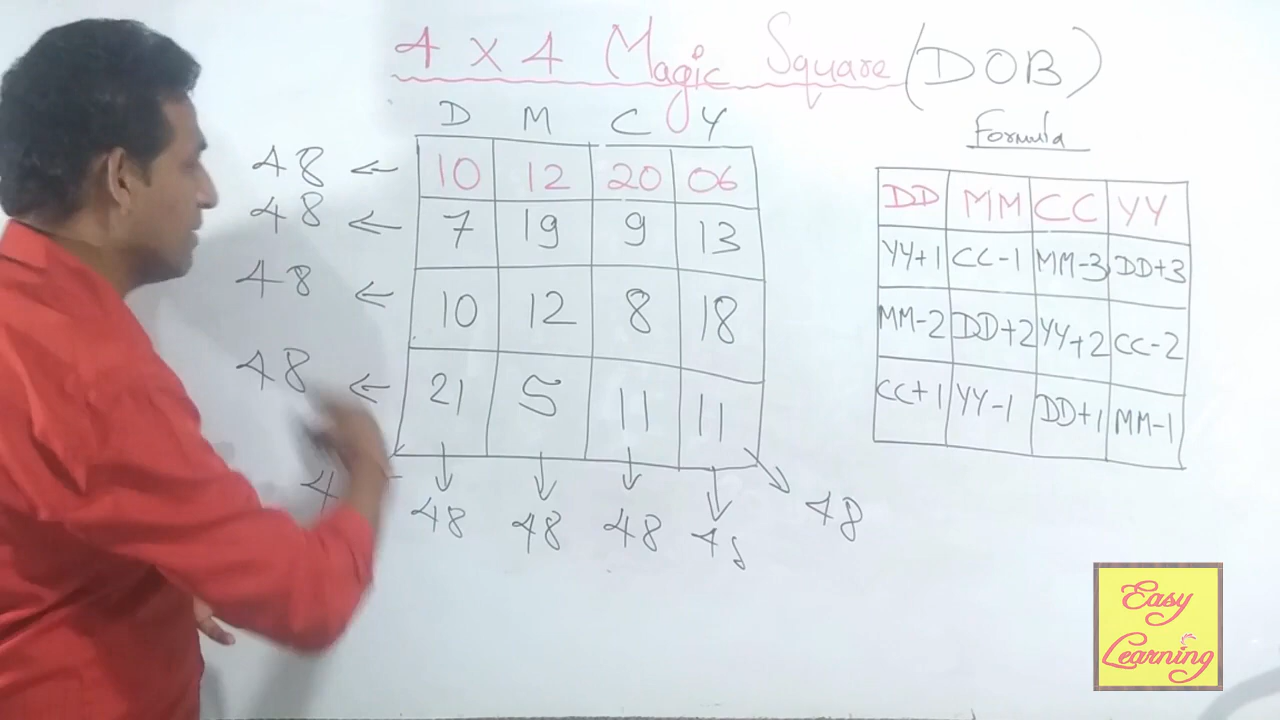 4 X 4 Magic Square (DOB)
D M C Y
48 ← 10 12 20 06
48 ← 7 19 9 13
48 ← 10 12 8 18
48 ← 21 5 11 11
4
48 48 48 48 48
Formula
DD MM CC YY
YY+1 CC-1 MM-3 DD+3
MM-2 DD+2 YY+2 CC-2
CC+1 YY-1 DD+1 MM-1
Easy
Learning